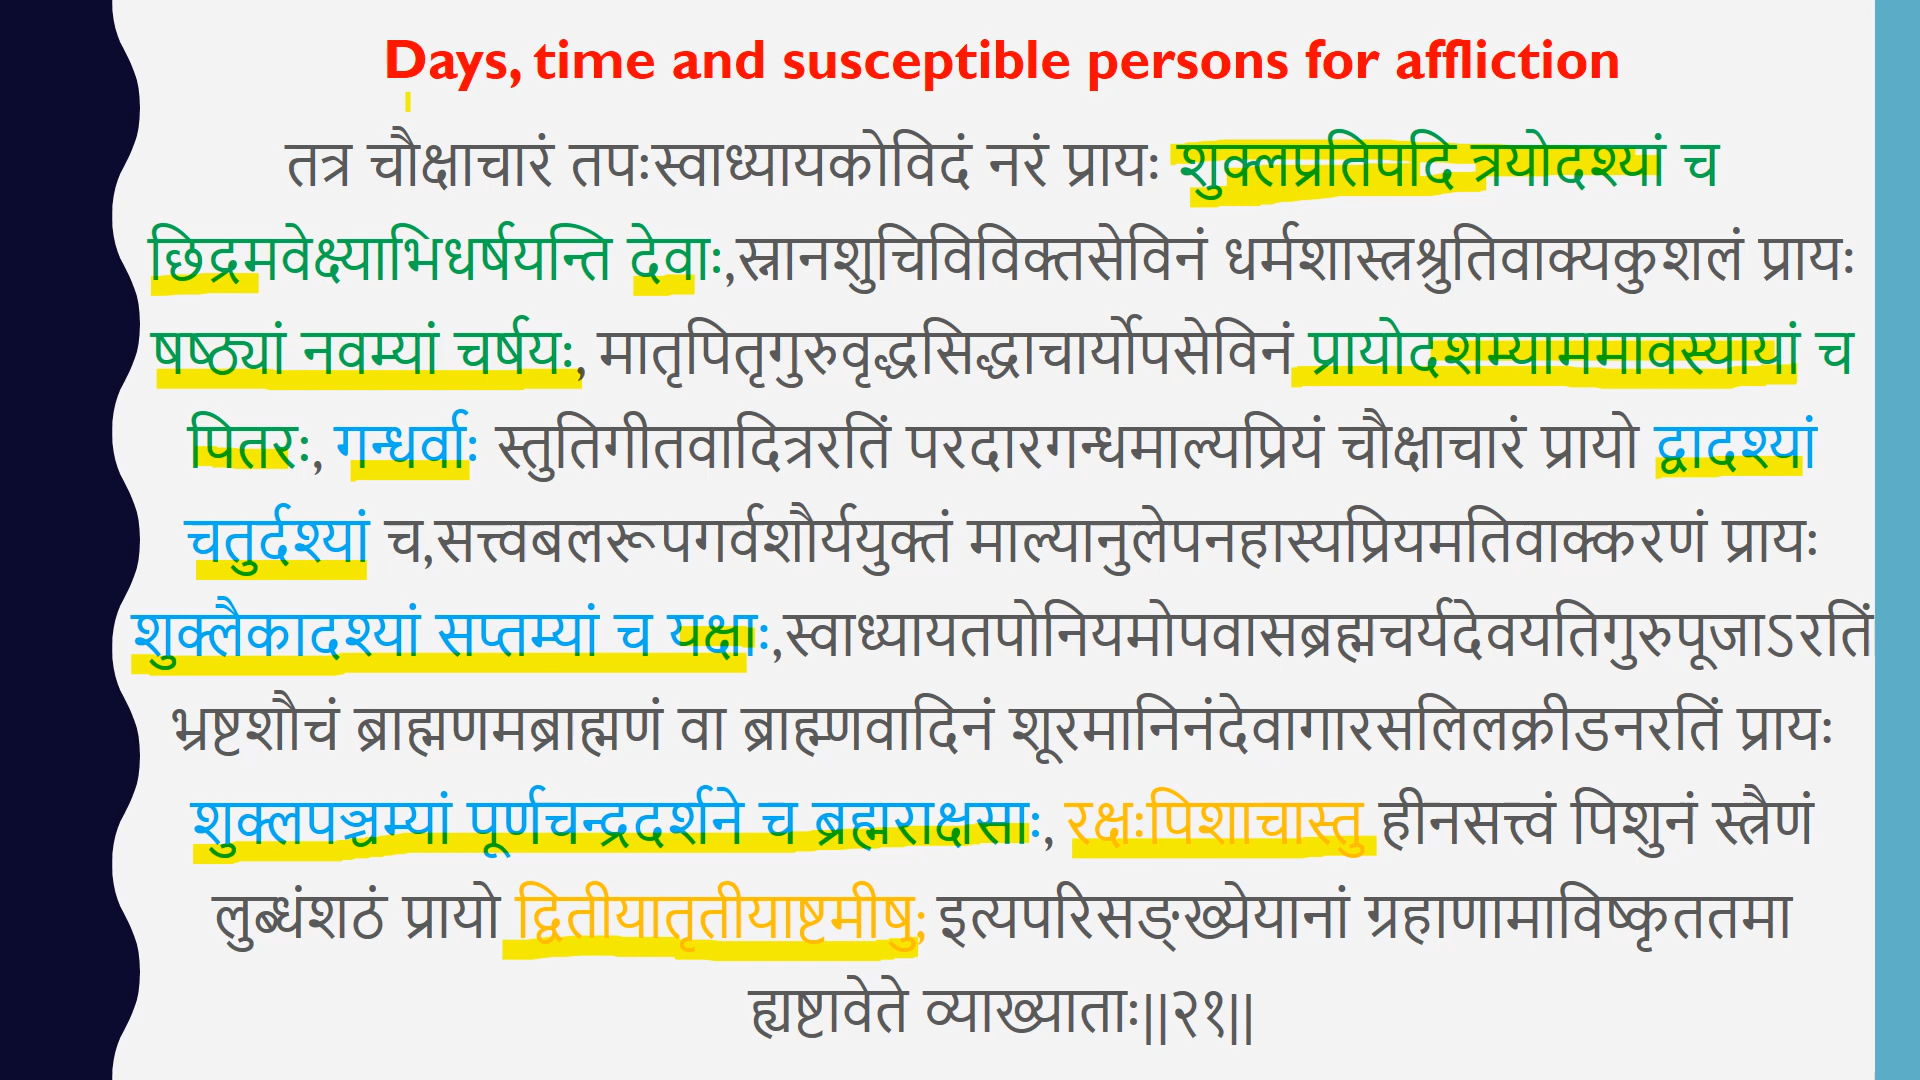 Days, time and susceptible persons for affliction
तत्र चौक्षाचारं तपःस्वाध्यायकोविदं नरं प्रायः शुक्लप्रतिपदि त्रयोदश्यां च
छिद्रमवेक्ष्याभिधर्षयन्ति देवाः,स्नानशुचिविविक्तसेविनं धर्मशास्त्रश्रुतिवाक्यकुशलं प्रायः
षष्ठ्यां नवम्यां चर्षयः, मातृपितृगुरुवृद्धसिद्धाचार्योपसेविनं प्रायोदशम्याममावस्यायां च
पितरः, गन्धर्वाः स्तुतिगीतवादित्ररतिं परदारगन्धमाल्यप्रियं चौक्षाचारं प्रायो द्वादश्यां
चतुर्दश्यां च,सत्त्वबलरूपगर्वशौर्ययुक्तं माल्यानुलेपनहास्यप्रियमतिवाक्करणं प्रायः
शुक्लैकादश्यां सप्तम्यां च यक्षाः,स्वाध्यायतपोनियमोपवासब्रह्मचर्यदेवयतिगुरुपूजाऽरतिं
भ्रष्टशौचं ब्राह्मणमब्राह्मणं वा ब्राह्म्णवादिनं शूरमानिनंदेवागारसलिलक्रीडनरतिं प्रायः
शुक्लपञ्चम्यां पूर्णचन्द्रदर्शने च ब्रह्मराक्षसाः, रक्षःपिशाचास्तु हीनसत्त्वं पिशुनं स्त्रैणं
लुब्धंशठं प्रायो द्वितीयातृतीयाष्टमीषु; इत्यपरिसङ्ख्येयानां ग्रहाणामाविष्कृततमा
ह्यष्टावेते व्याख्याताः||२१||